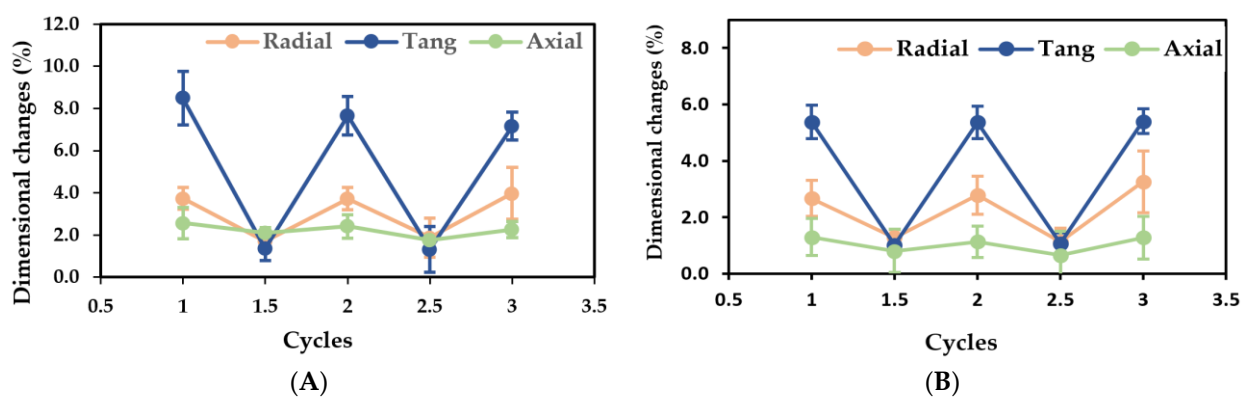 12.0
10.0
8.0
6.0
4.0
2.0
0.0
Dimensional changes (%)
Radial Tang Axial
0.5 1 1.5 2 2.5 3 3.5
Cycles
(A)
8.0
6.0
4.0
2.0
0.0
Dimensional changes (%)
Radial Tang Axial
0.5 1 1.5 2 2.5 3 3.5
Cycles
(B)